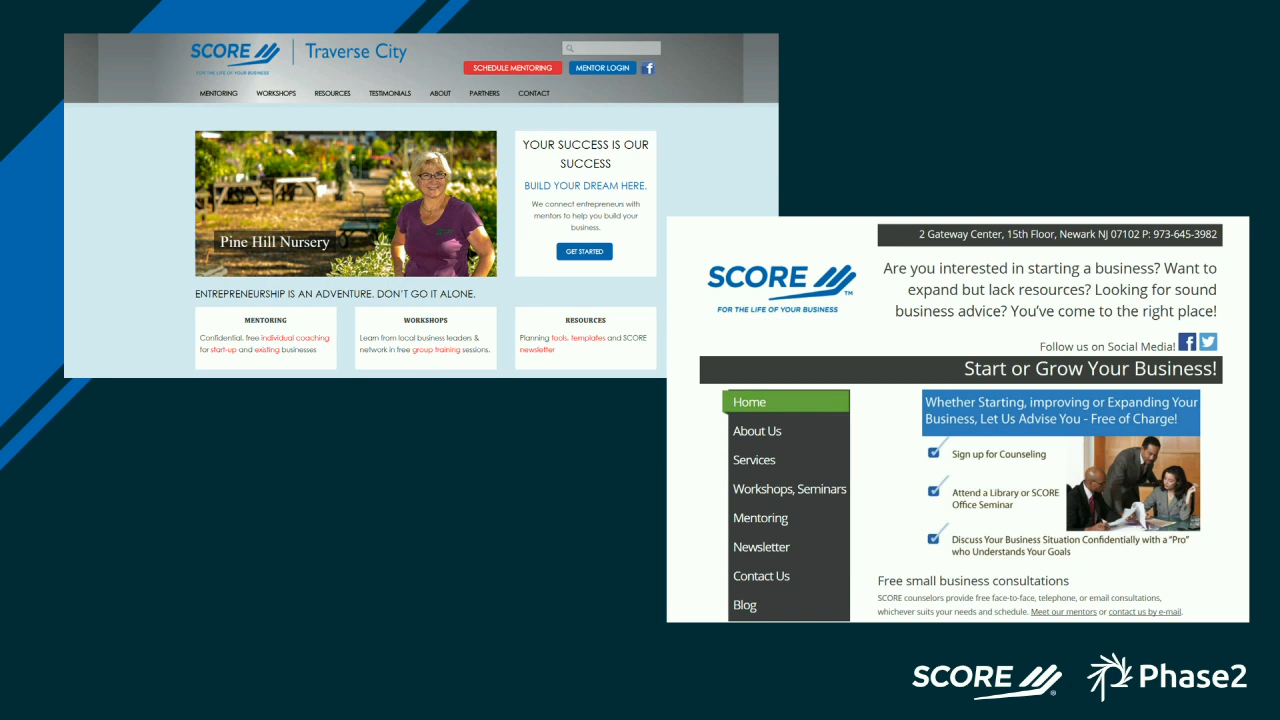 SCORE | Traverse City
FOR THE LIFE OF YOUR BUSINESS
SCHEDULE MENTORING
MENTOR LOGIN
f
MENTORING WORKSHOPS RESOURCES TESTIMONIALS ABOUT PARTNERS CONTACT
Pine Hill Nursery
YOUR SUCCESS IS OUR
SUCCESS
BUILD YOUR DREAM HERE.
We connect entrepreneurs with
mentors to help you build your
business.
GET STARTED
ENTREPRENEURSHIP IS AN ADVENTURE. DON'T GO IT ALONE.
MENTORING
Confidential, free individual coaching
for start-up and existing businesses
WORKSHOPS
Learn from local business leaders &
network in free group training sessions.
RESOURCES
Planning tools, templates and SCORE
newsletter
2 Gateway Center, 15th Floor, Newark NJ 07102 P: 973-645-3982
SCORE™
FOR THE LIFE OF YOUR BUSINESS
Are you interested in starting a business? Want to
expand but lack resources? Looking for sound
business advice? You've come to the right place!
Follow us on Social Media! f
Start or Grow Your Business!
Home
About Us
Services
Workshops, Seminars
Mentoring
Newsletter
Contact Us
Blog
Whether Starting, improving or Expanding Your
Business, Let Us Advise You - Free of Charge!
Sign up for Counseling
Attend a Library or SCORE
Office Seminar
Discuss Your Business Situation Confidentially with a "Pro"
who Understands Your Goals
Free small business consultations
SCORE counselors provide free face-to-face, telephone, or email consultations,
whichever suits your needs and schedule. Meet our mentors or contact us by e-mail.
SCORE®
Phase2